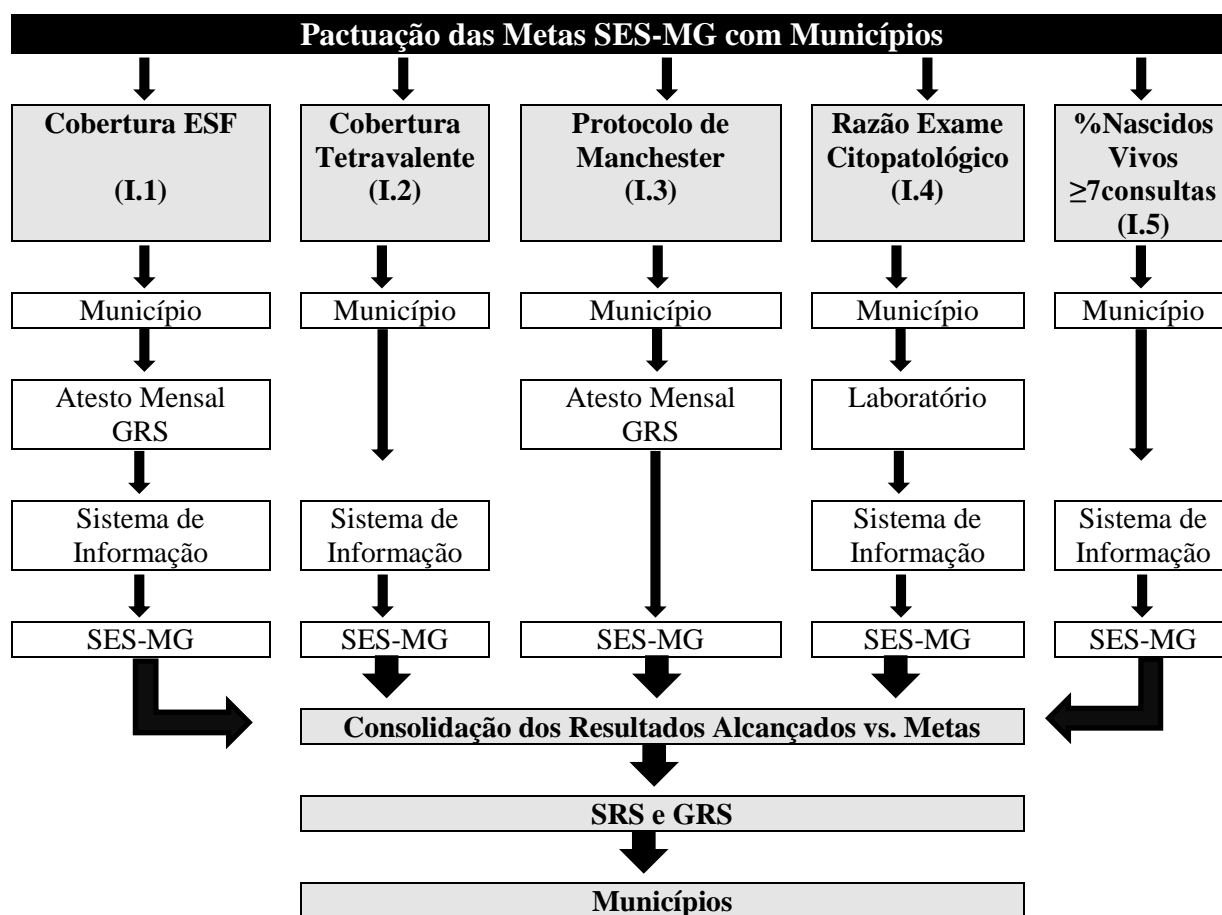 Pactuação das Metas SES-MG com Municípios
Cobertura ESF
(I.1)
Cobertura
Tetravalente
(I.2)
Protocolo de
Manchester
(I.3)
Razão Exame
Citopatológico
(I.4)
%Nascidos
Vivos
≥7consultas
(I.5)
Município
Município
Município
Município
Município
Atesto Mensal
GRS
Atesto Mensal
GRS
Laboratório
Sistema de
Informação
Sistema de
Informação
Sistema de
Informação
Sistema de
Informação
SES-MG
SES-MG
SES-MG
SES-MG
SES-MG
Consolidação dos Resultados Alcançados vs. Metas
SRS e GRS
Municípios